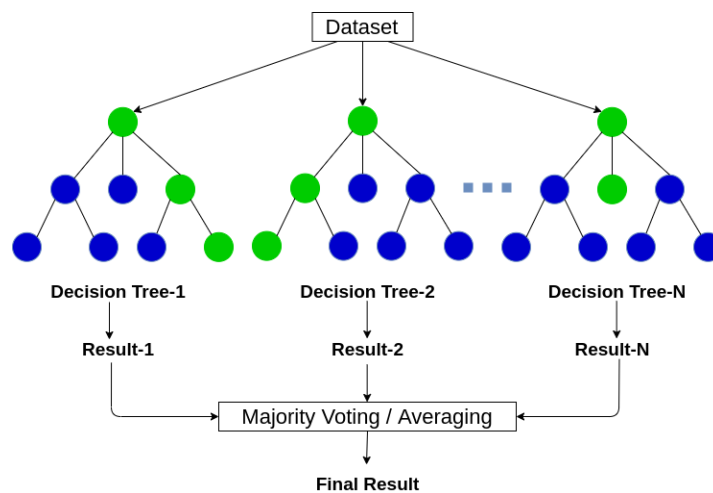 Dataset
Decision Tree-1
Decision Tree-2
Decision Tree-N
Result-1
Result-2
Result-N
Majority Voting / Averaging
Final Result